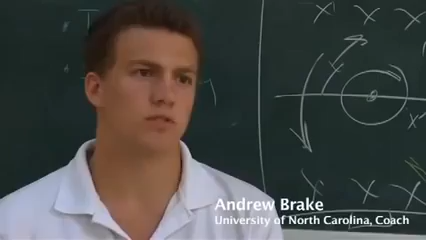 x x x
x
Andrew Brake
University of North Carolina, Coach
x x x x